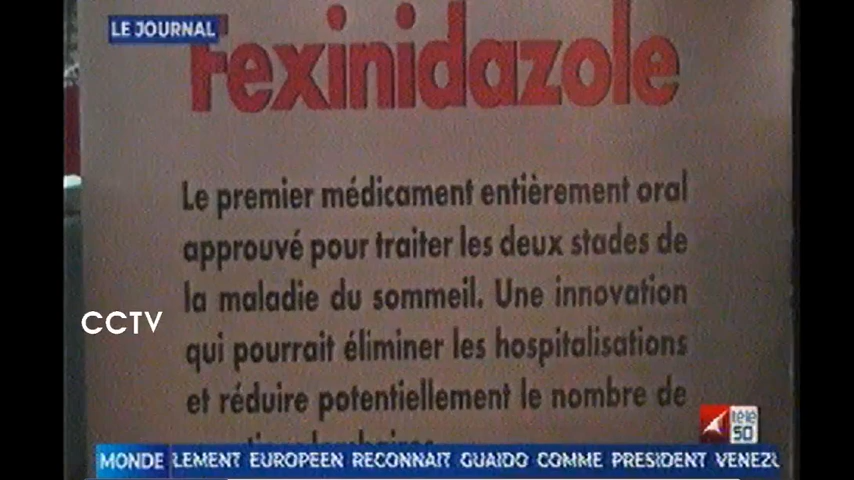 LE JOURNAL
Fexinidazole
Le premier médicament entièrement oral
approuvé pour traiter les deux stades de
la maladie du sommeil. Une innovation
CCTV
qui pourrait éliminer les hospitalisations
et réduire potentiellement le nombre de
télé
50
MONDE LEMENT EUROPEEN RECONNAIT GUAIDO COMME PRESIDENT VENEZU